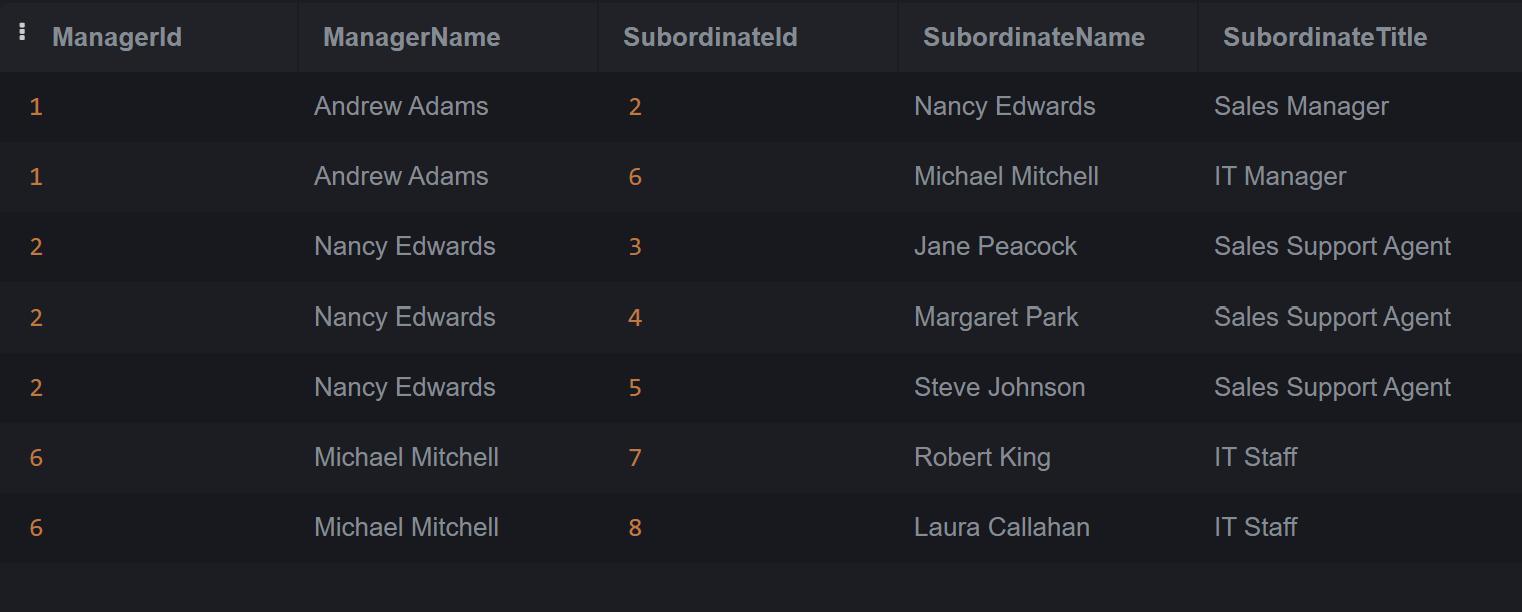 ManagerId ManagerName SubordinateId SubordinateName SubordinateTitle
1 Andrew Adams 2 Nancy Edwards Sales Manager
1 Andrew Adams 6 Michael Mitchell IT Manager
2 Nancy Edwards 3 Jane Peacock Sales Support Agent
2 Nancy Edwards 4 Margaret Park Sales Support Agent
2 Nancy Edwards 5 Steve Johnson Sales Support Agent
6 Michael Mitchell 7 Robert King IT Staff
6 Michael Mitchell 8 Laura Callahan IT Staff